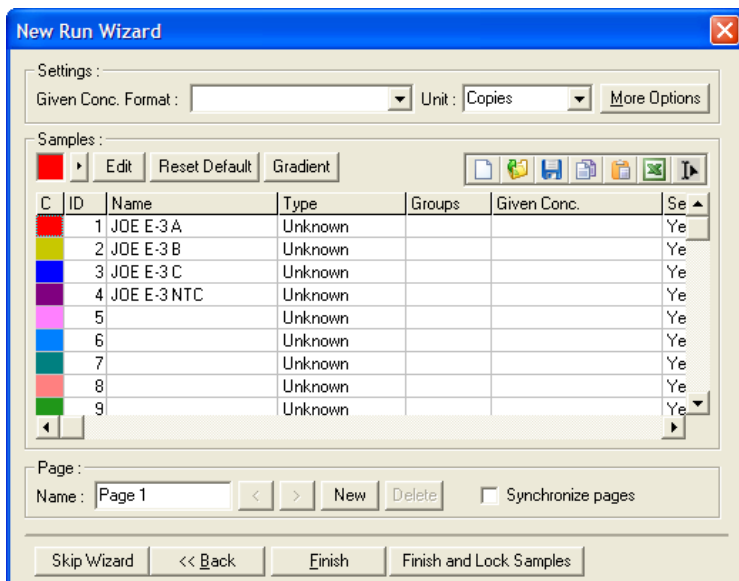 New Run Wizard
Settings :
Given Conc. Format : Unit : Copies More Options
Samples :
Edit Reset Default Gradient
C ID Name Type Groups Given Conc. Se
1 JOE E-3 A Unknown Ye
2 JOE E-3 B Unknown Ye
3 JOE E-3 C Unknown Ye
4 JOE E-3 NTC Unknown Ye
5 Unknown Ye
6 Unknown Ye
7 Unknown Ye
8 Unknown Ye
9 Unknown Ye
Page :
Name : Page 1 < > New Delete Synchronize pages
Skip Wizard << Back Finish Finish and Lock Samples